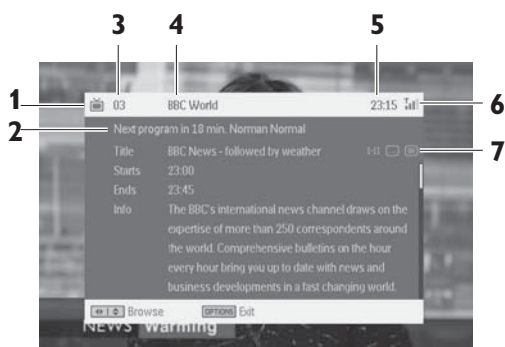 3 4 5
1 03 BBC World 23:15 6
2 Next program in 18 min. Norman Normal
Title BBC News - followed by weather 7
Starts 23:00
Ends 23:45
Info The BBC's international news channel draws on the
expertise of more than 250 correspondents around
the world. Comprehensive bulletins on the hour
every hour bring you up to date with news and
business developments in a fast changing world.
Browse OPTIONS Exit
NEWS Warming